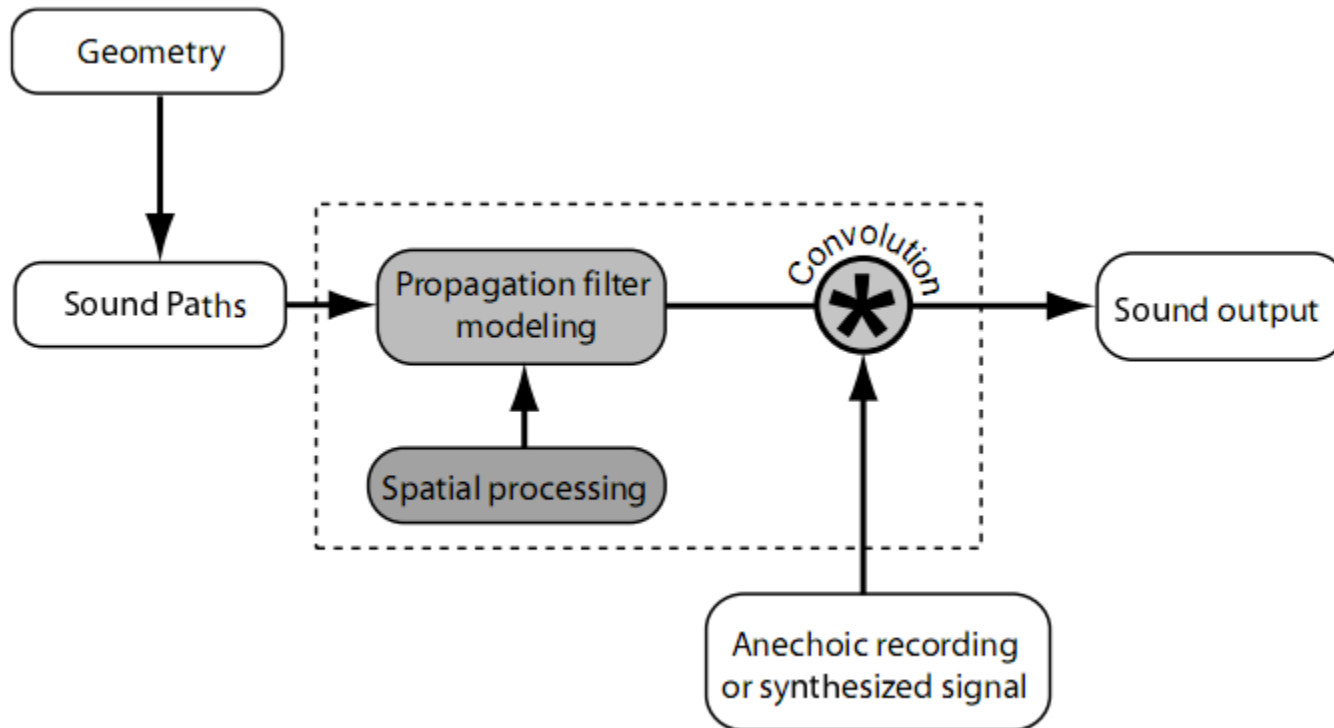 Geometry
Sound Paths
Propagation filter
modeling
Convolution
*
Sound output
Spatial processing
Anechoic recording
or synthesized signal